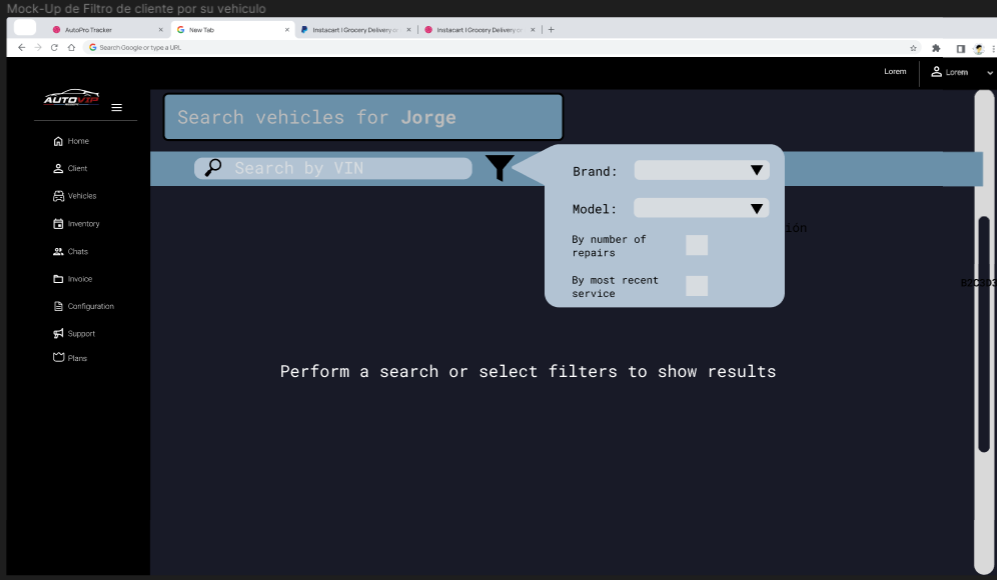 Mock-Up de Filtro de cliente por su vehiculo
AutoPro Tracker
New Tab
Instacart | Grocery Delivery or
Instacart | Grocery Delivery or
Search Google or type a URL
Lorem
Lorem
AUTOVIP
Home
Client
Vehicles
Inventory
Chats
Invoice
Configuration
Support
Plans
Search vehicles for Jorge
Search by VIN
Brand:
Model:
By number of
repairs
By most recent
service
ión
Perform a search or select filters to show results